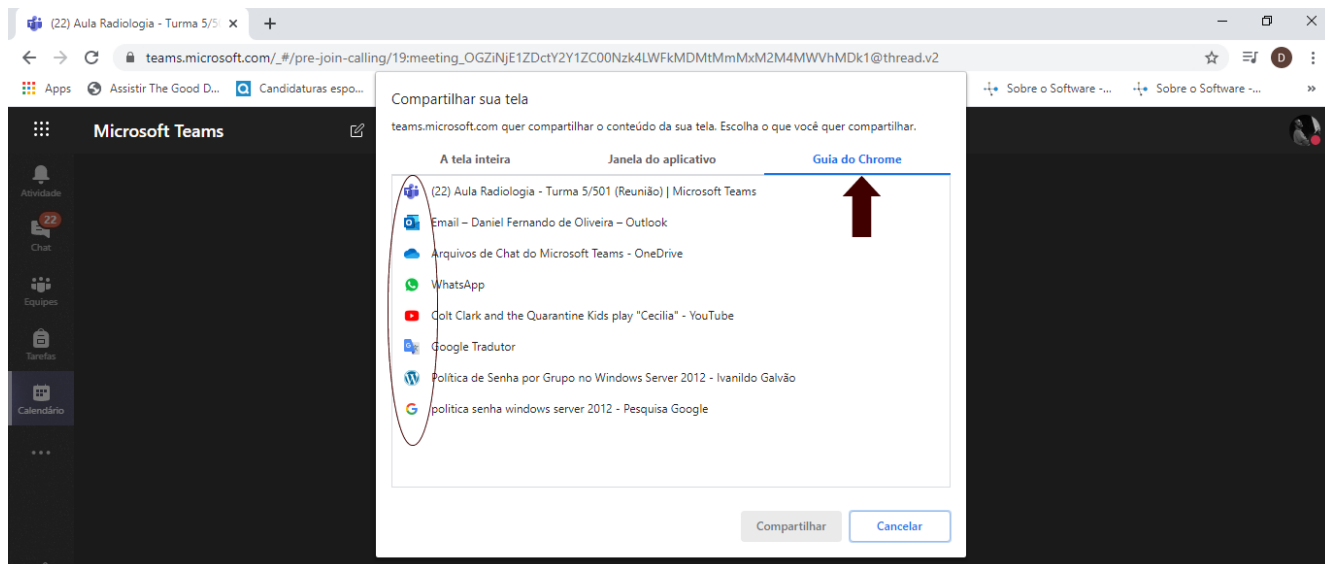 (22) Aula Radiologia - Turma 5/5
teams.microsoft.com/_#/pre-join-calling/19:meeting_OGZiNjE1ZDctY2Y1ZC00Nzk4LWFkMDMtMmMxM2M4MWVhMDk1@thread.v2
D
Apps
Assistir The Good D...
Candidaturas espo...
Sobre o Software -...
Sobre o Software -...
Microsoft Teams
Atividade
22
Chat
Equipes
Tarefas
Calendário
Compartilhar sua tela
teams.microsoft.com quer compartilhar o conteúdo da sua tela. Escolha o que você quer compartilhar.
A tela inteira
Janela do aplicativo
Guia do Chrome
(22) Aula Radiologia - Turma 5/501 (Reunião) | Microsoft Teams
Email – Daniel Fernando de Oliveira – Outlook
Arquivos de Chat do Microsoft Teams - OneDrive
WhatsApp
Colt Clark and the Quarantine Kids play "Cecilia" - YouTube
Google Tradutor
Política de Senha por Grupo no Windows Server 2012 - Ivanildo Galvão
politica senha windows server 2012 - Pesquisa Google
Compartilhar
Cancelar